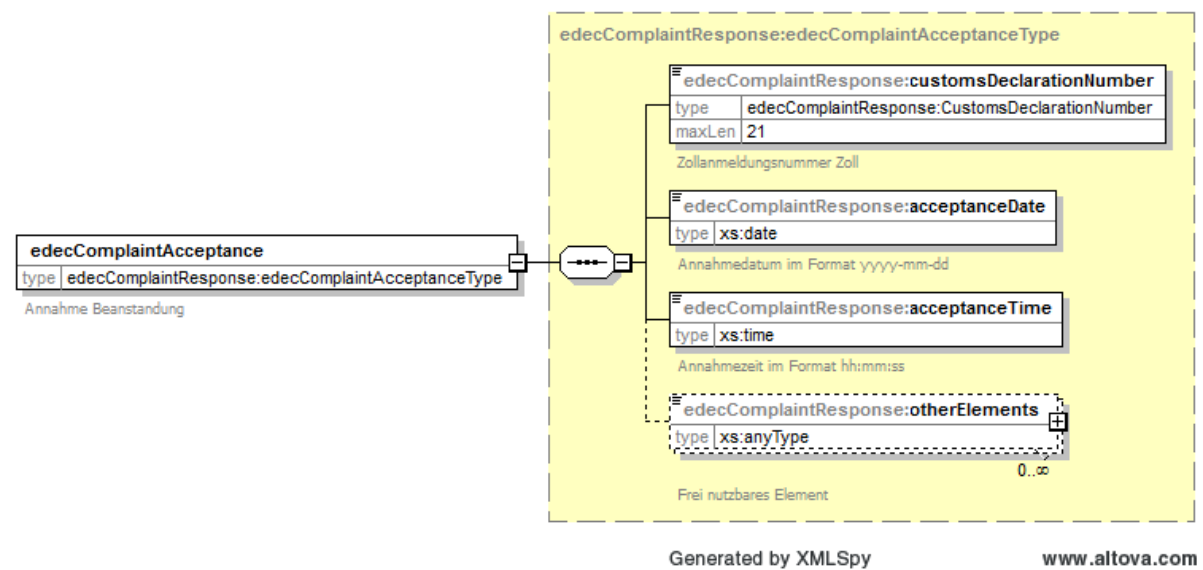 edecComplaintResponse:edecComplaintAcceptanceType
edecComplaintResponse:customsDeclarationNumber
type edecComplaintResponse:CustomsDeclarationNumber
maxLen 21
Zollanmeldungsnummer Zoll
edecComplaintResponse:acceptanceDate
type xs:date
Annahmedatum im Format yyyy-mm-dd
edecComplaintAcceptance
type edecComplaintResponse:edecComplaintAcceptanceType
Annahme Beanstandung
edecComplaintResponse:acceptanceTime
type xs:time
Annahmezeit im Format hh:mm:ss
edecComplaintResponse:otherElements
type xs:anyType
0..∞
Frei nutzbares Element
Generated by XMLSpy www.altova.com